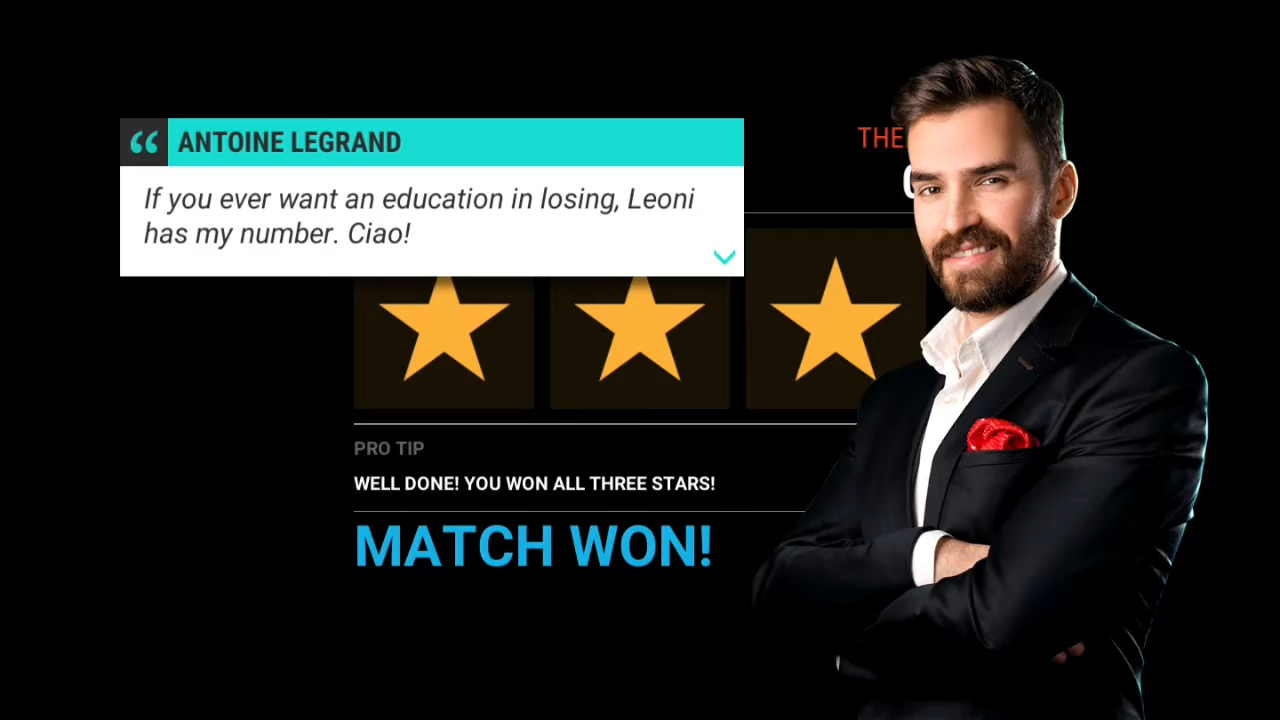 ANTOINE LEGRAND
If you ever want an education in losing, Leoni
has my number. Ciao!
THE
PRO TIP
WELL DONE! YOU WON ALL THREE STARS!
MATCH WON!